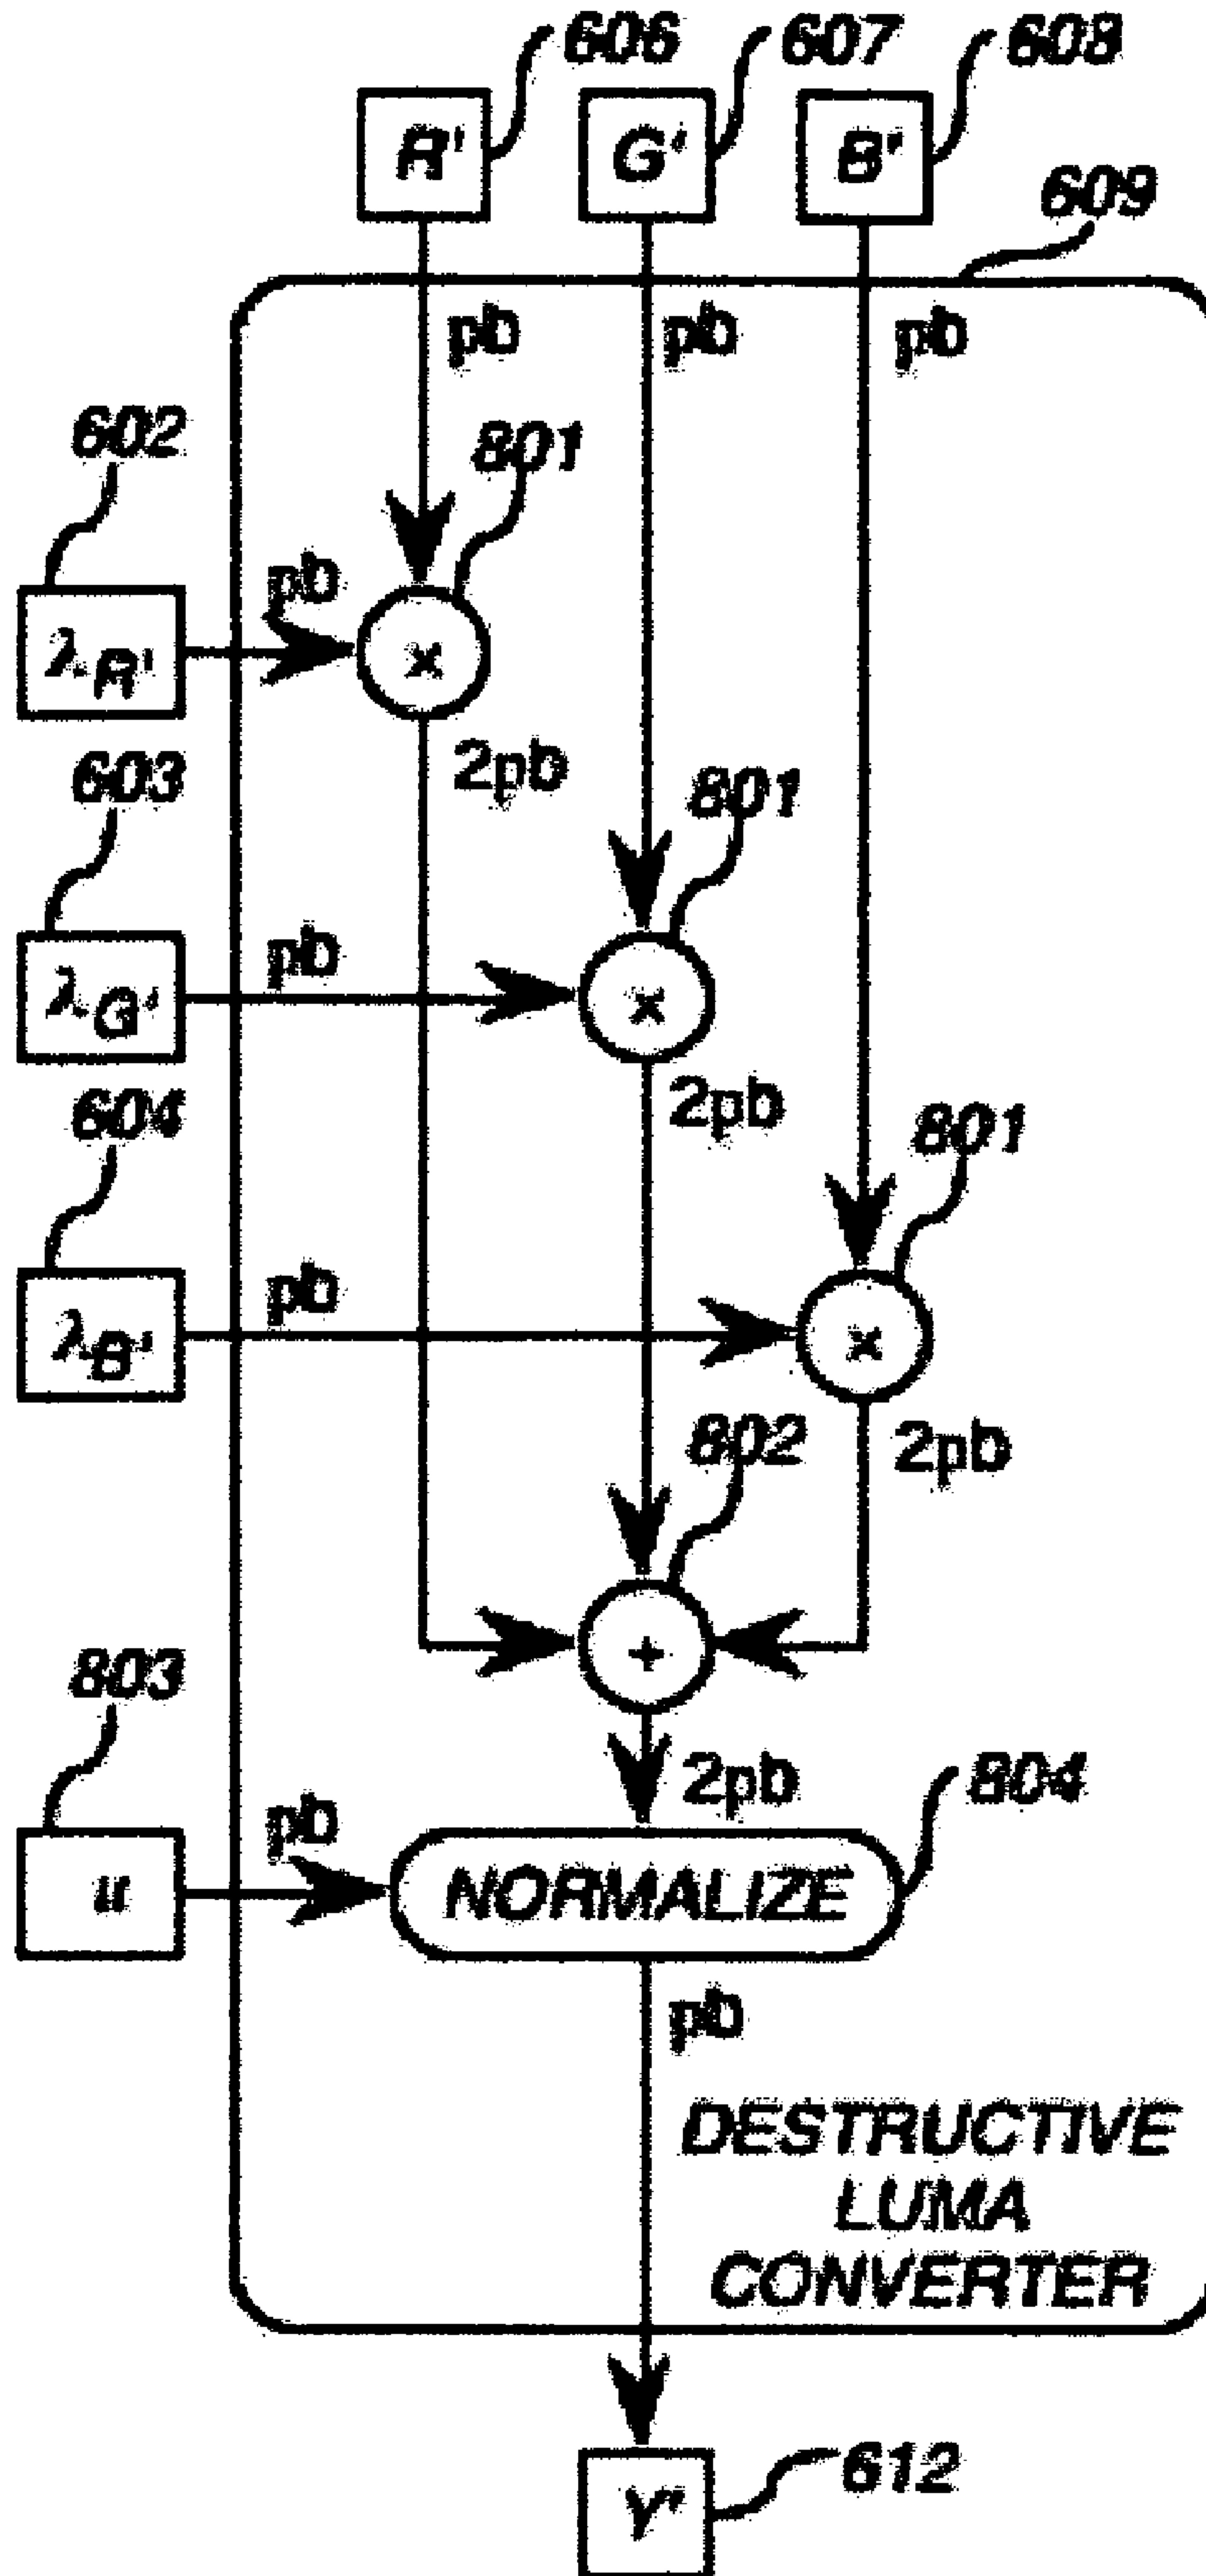 606 607 608
R' G' B'
609
pb pb pb
602 801
pb
λR' x
603 2pb 801
pb
λG' x
604 2pb 801
pb
λB' x
802 2pb
+
803 2pb 804
pb
u NORMALIZE
pb
DESTRUCTIVE
LUMA
CONVERTER
612
Y'